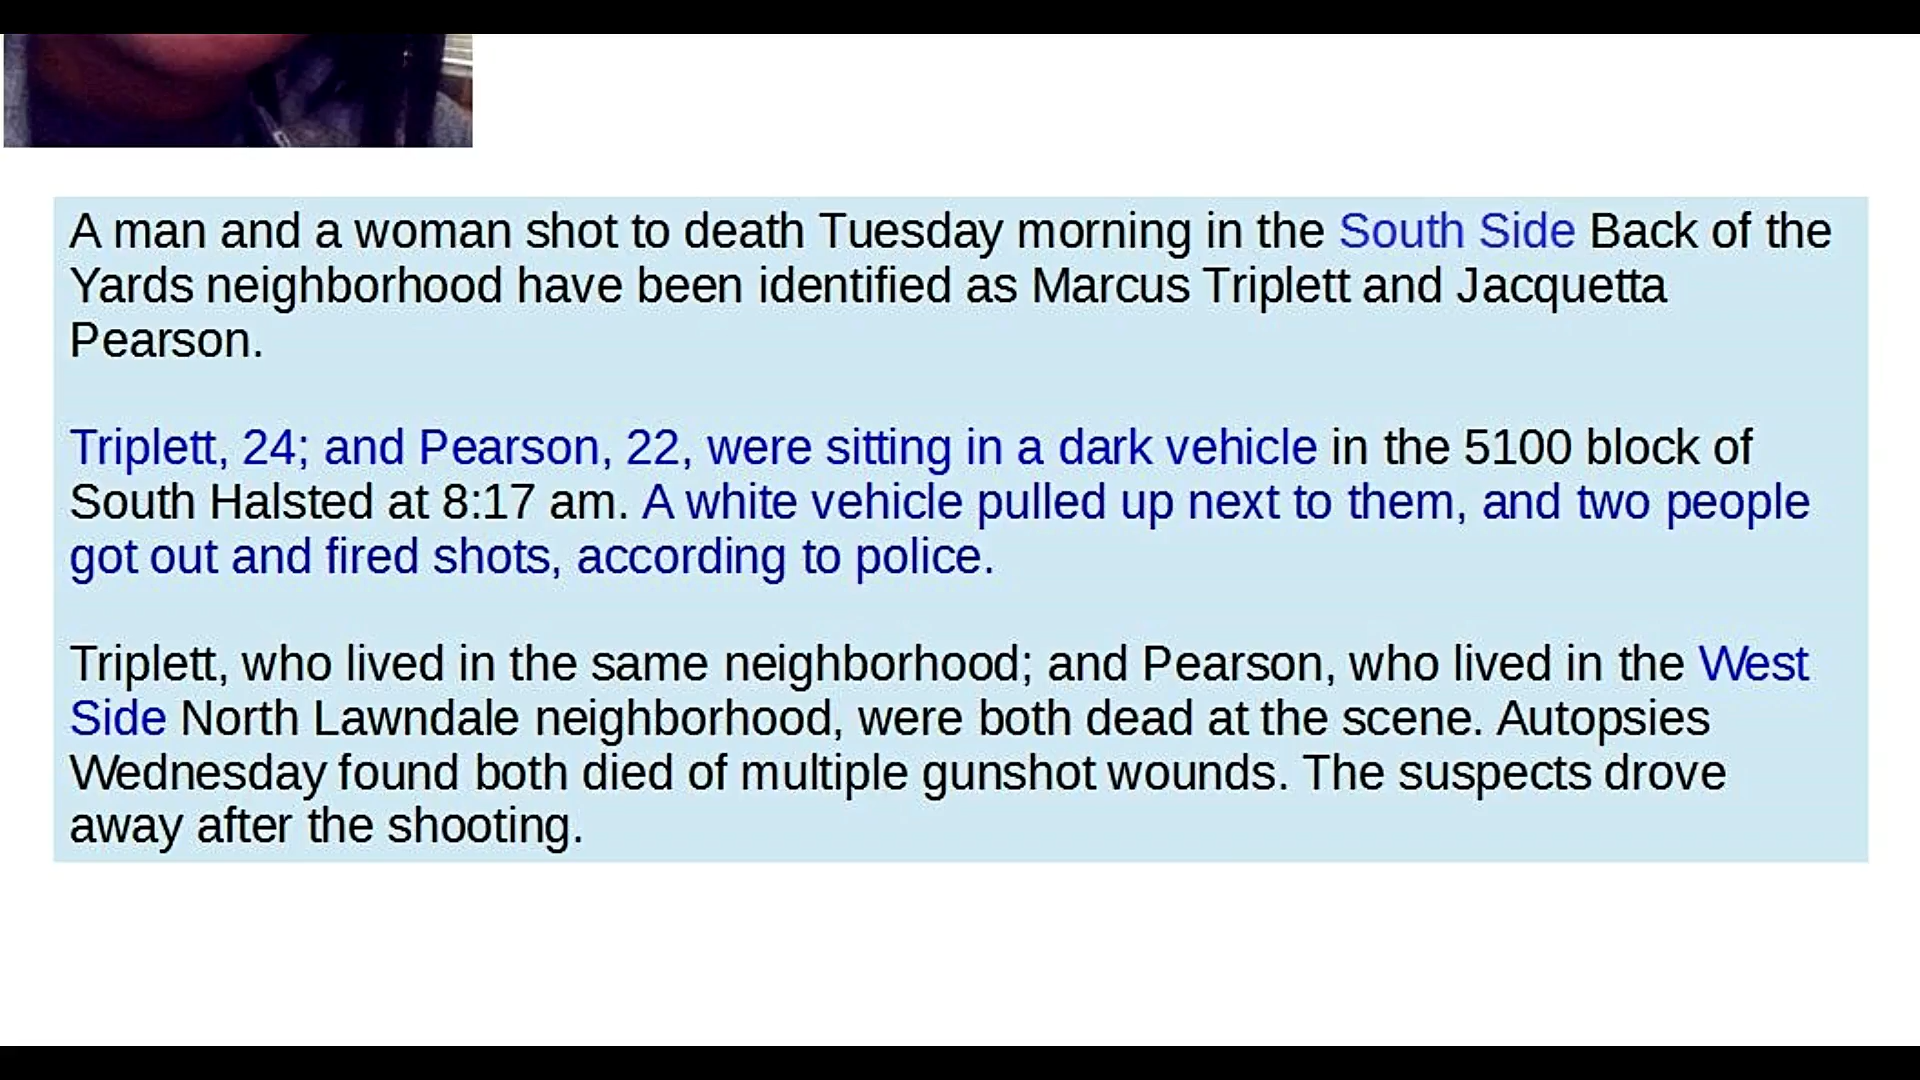 A man and a woman shot to death Tuesday morning in the South Side Back of the
Yards neighborhood have been identified as Marcus Triplett and Jacquetta
Pearson.
Triplett, 24; and Pearson, 22, were sitting in a dark vehicle in the 5100 block of
South Halsted at 8:17 am. A white vehicle pulled up next to them, and two people
got out and fired shots, according to police.
Triplett, who lived in the same neighborhood; and Pearson, who lived in the West
Side North Lawndale neighborhood, were both dead at the scene. Autopsies
Wednesday found both died of multiple gunshot wounds. The suspects drove
away after the shooting.